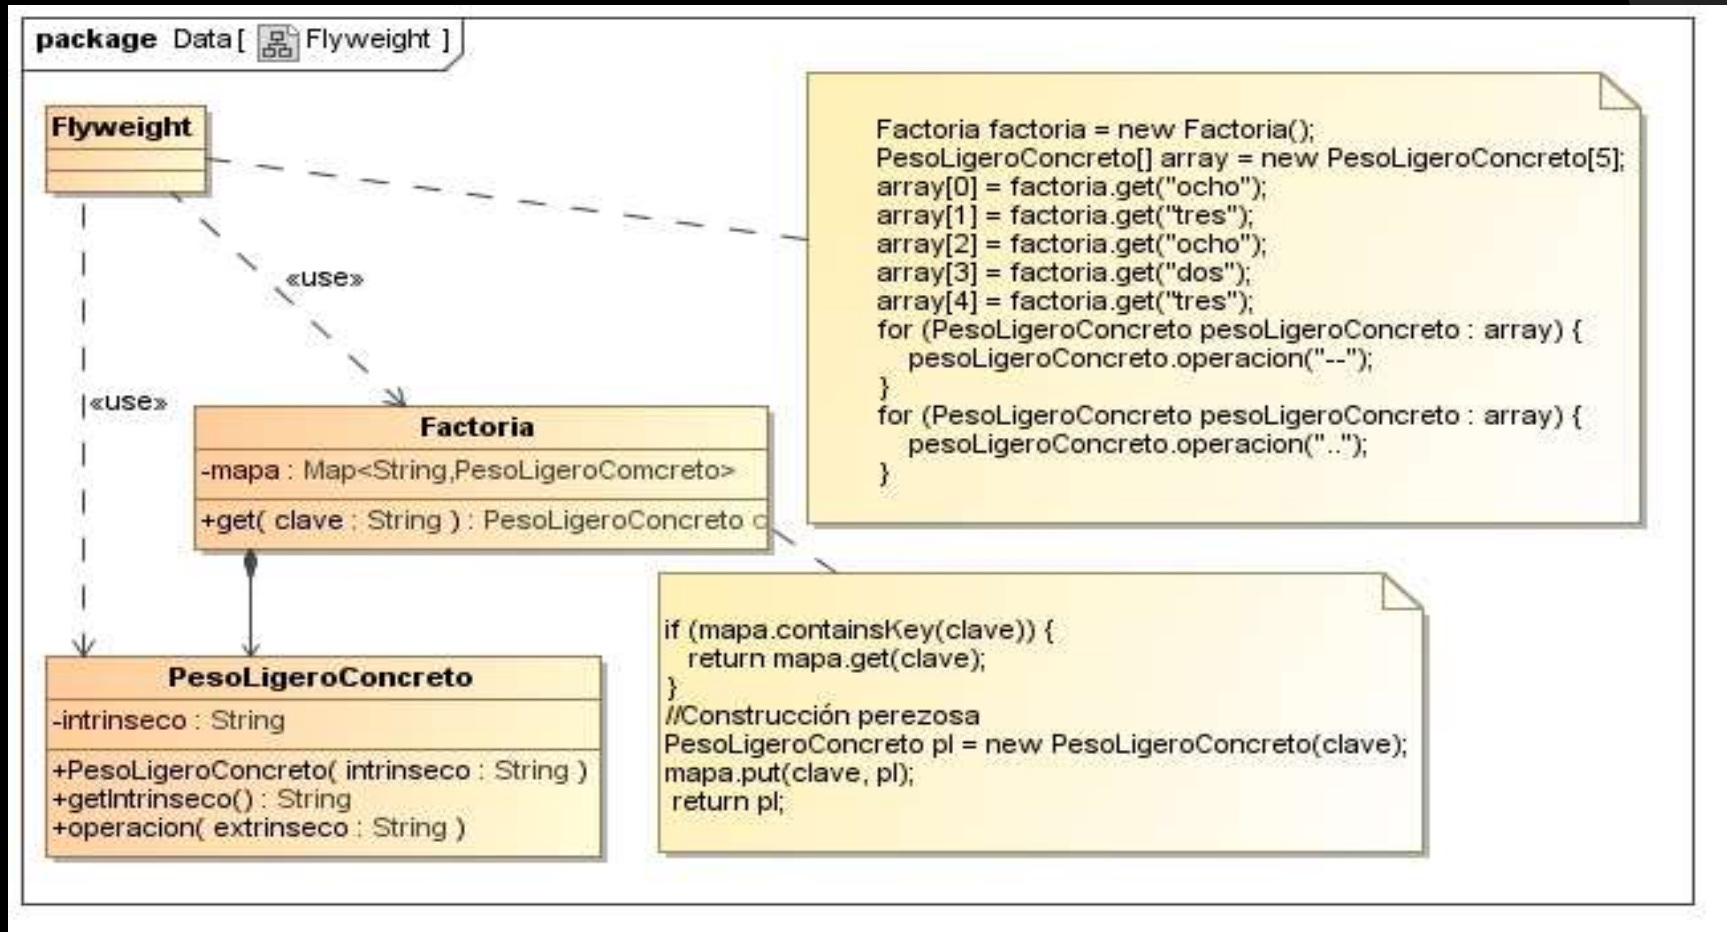 package Data[ Flyweight ]
Flyweight
Factoria factoria = new Factoria();
PesoLigeroConcreto[] array = new PesoLigeroConcreto[5];
array[0] = factoria.get("ocho");
array[1] = factoria.get("tres");
array[2] = factoria.get("ocho");
array[3] = factoria.get("dos");
array[4] = factoria.get("tres");
for (PesoLigeroConcreto pesoLigeroConcreto : array) {
pesoLigeroConcreto.operacion("--");
}
for (PesoLigeroConcreto pesoLigeroConcreto : array) {
pesoLigeroConcreto.operacion("..");
}
«use»
«use»
Factoria
-mapa : Map<String,PesoLigeroComcreto>
+get( clave : String ) : PesoLigeroConcreto c
if (mapa.containsKey(clave)) {
return mapa.get(clave);
}
//Construcción perezosa
PesoLigeroConcreto pl = new PesoLigeroConcreto(clave);
mapa.put(clave, pl);
return pl;
PesoLigeroConcreto
-intrinseco : String
+PesoLigeroConcreto( intrinseco : String )
+getIntrinseco() : String
+operacion( extrinseco : String )